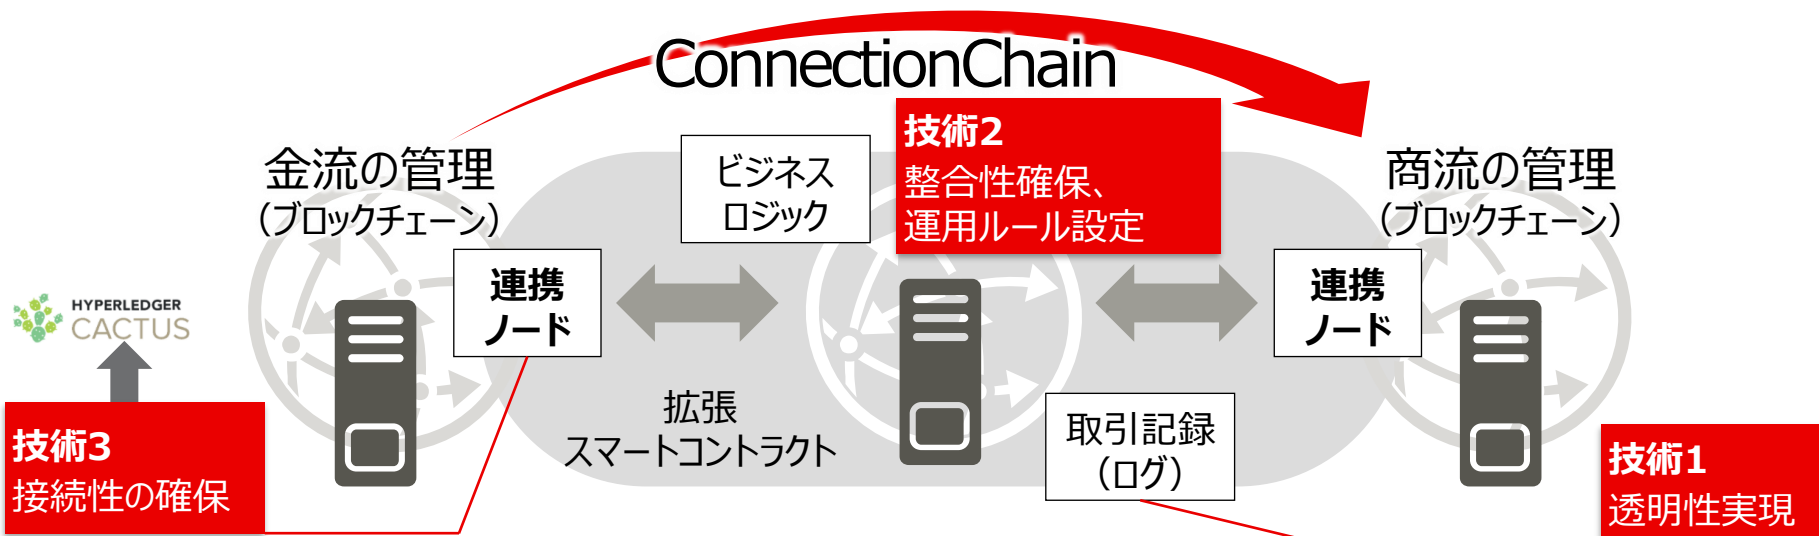 ConnectionChain
金流の管理
（ブロックチェーン）
ビジネス
ロジック
技術2
整合性確保、
運用ルール設定
商流の管理
（ブロックチェーン）
連携
ノード
連携
ノード
HYPERLEDGER
CACTUS
拡張
スマートコントラクト
取引記録
（ログ）
技術3
接続性の確保
技術1
透明性実現